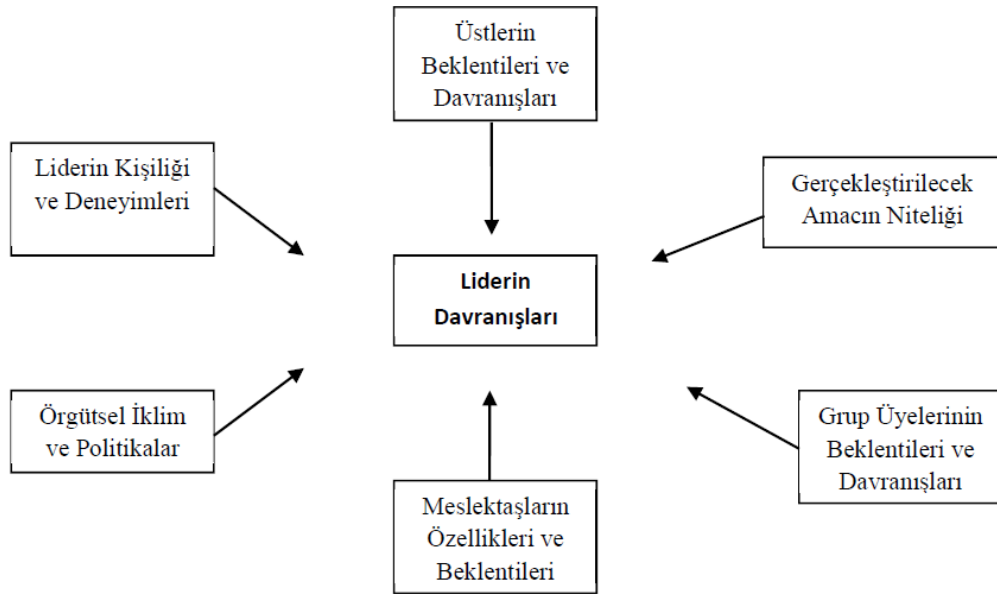 Üstlerin
Beklentileri ve
Davranışları
Liderin Kişiliği
ve Deneyimleri
Gerçekleştirilecek
Amacın Niteliği
Liderin
Davranışları
Örgütsel İklim
ve Politikalar
Grup Üyelerinin
Beklentileri ve
Davranışları
Meslektaşların
Özellikleri ve
Beklentileri